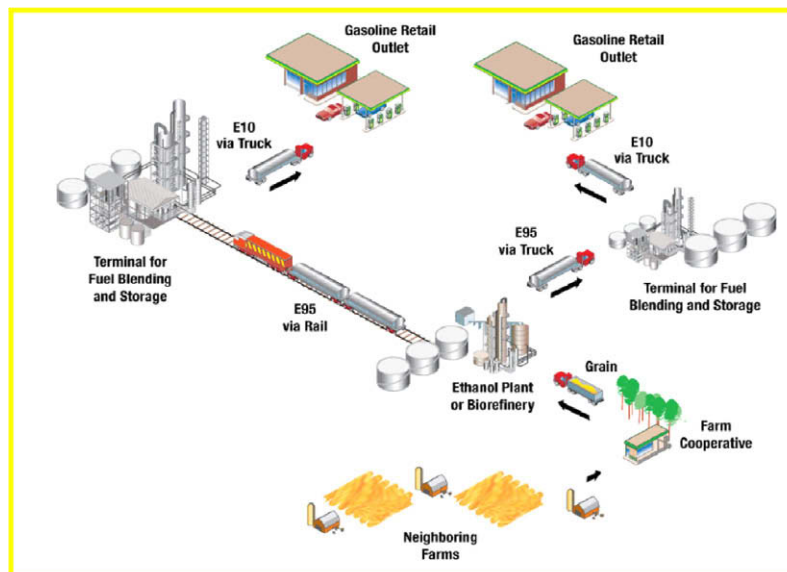 Gasoline Retail
Outlet
Gasoline Retail
Outlet
E10
via Truck
E10
via Truck
E95
via Truck
Terminal for
Fuel Blending
and Storage
Terminal for Fuel
Blending and Storage
E95
via Rail
Ethanol Plant
or Biorefinery
Grain
Farm
Cooperative
Neighboring
Farms